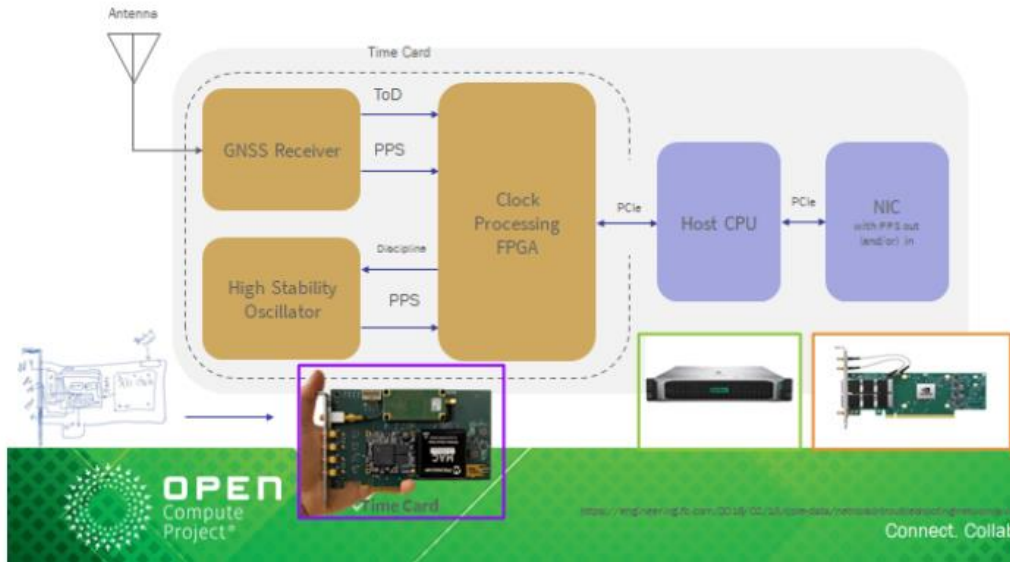 Antenna
Time Card
ToD
GNSS Receiver
PPS
Clock
Processing
FPGA
PCIe
Host CPU
PCIe
NIC
with PPS out
(and/or) in
Discipline
High Stability
Oscillator
PPS
MAC
OPEN
Compute
Project®
Time Card
Connect. Collab